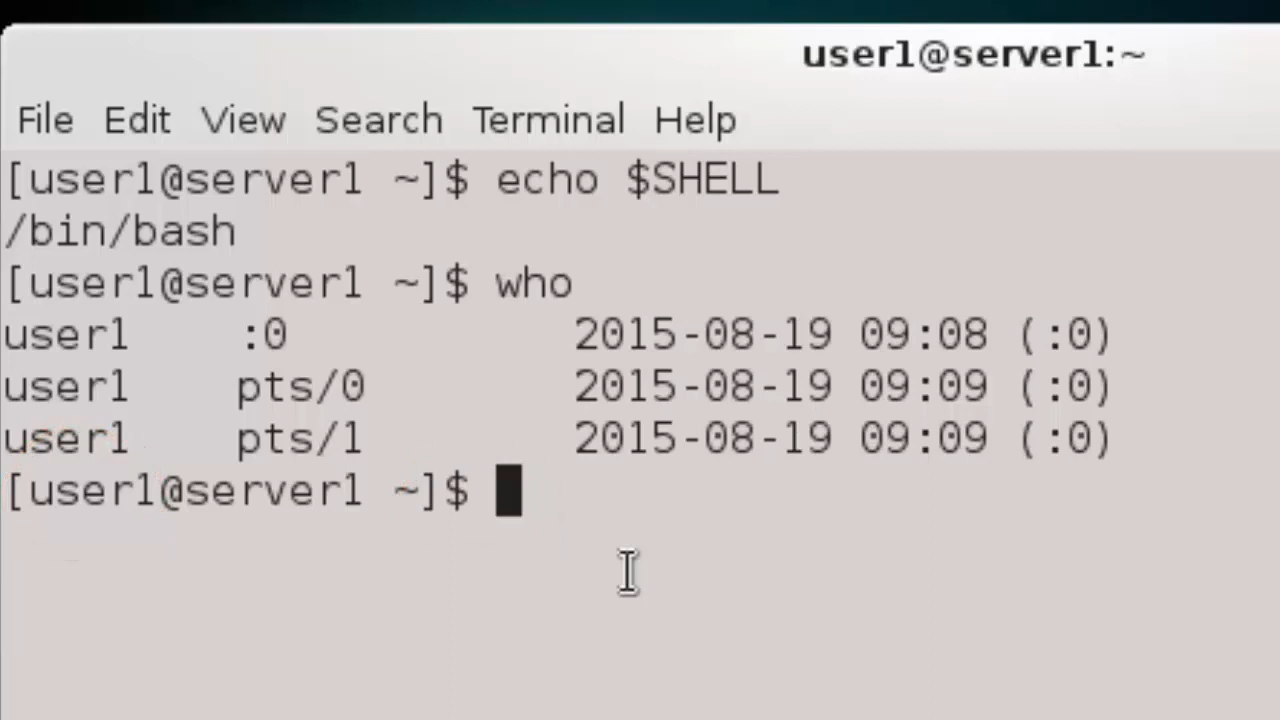 user1@server1:~
File Edit View Search Terminal Help
[user1@server1 ~]$ echo $SHELL
/bin/bash
[user1@server1 ~]$ who
user1    :0           2015-08-19 09:08 (:0)
user1    pts/0        2015-08-19 09:09 (:0)
user1    pts/1        2015-08-19 09:09 (:0)
[user1@server1 ~]$